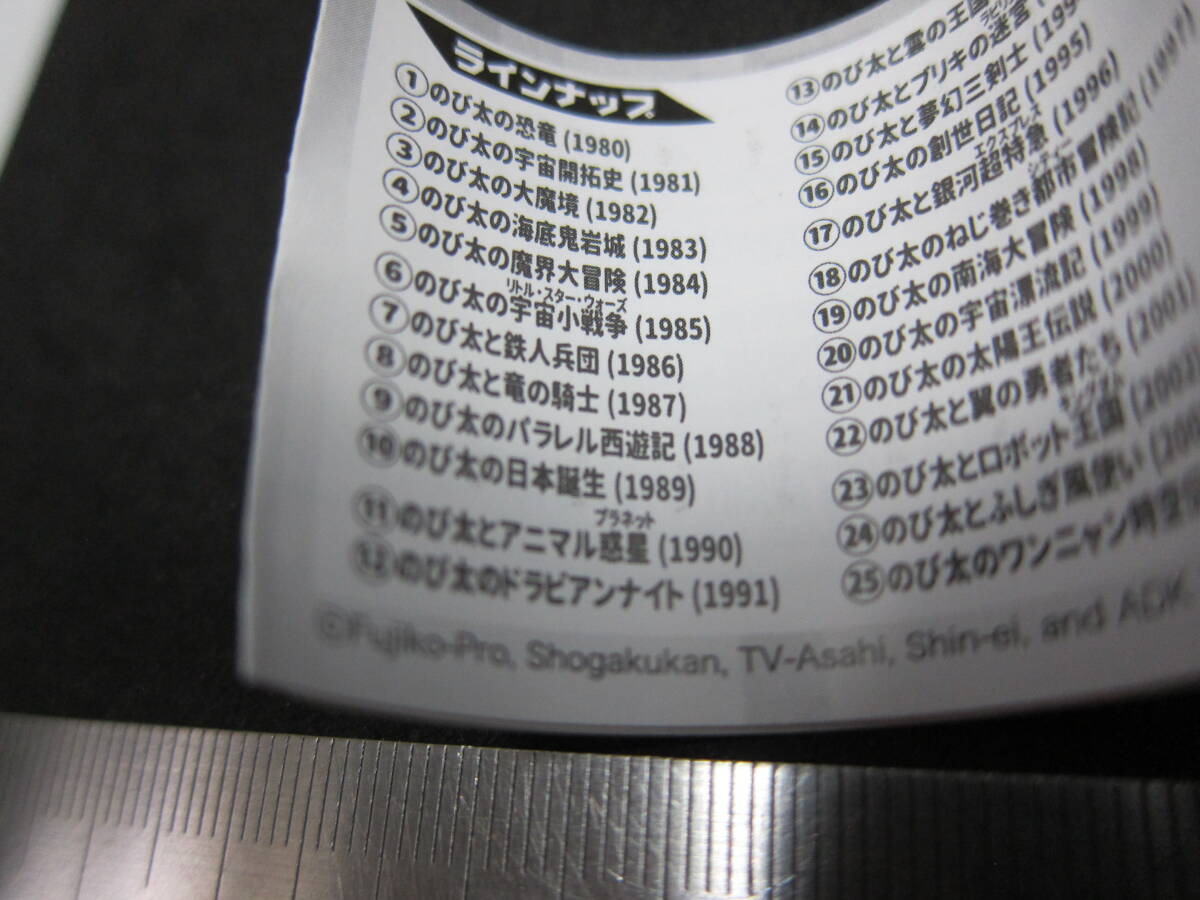 ラインナップ
①のび太の恐竜 (1980)
②のび太の宇宙開拓史 (1981)
③のび太の大魔境 (1982)
④のび太の海底鬼岩城 (1983)
⑤のび太の魔界大冒険 (1984)
リトル・スター・ウォーズ
⑥のび太の宇宙小戦争 (1985)
⑦のび太と鉄人兵団 (1986)
⑧のび太と竜の騎士 (1987)
⑨のび太のパラレル西遊記 (1988)
⑩のび太の日本誕生 (1989)
プラネット
⑪のび太とアニマル惑星 (1990)
⑫のび太のドラビアンナイト (1991)
⑬のび太と雲の王国
⑭のび太とブリキの迷宮
⑮のび太と夢幻三剣士
⑯のび太の創世日記 (1995)
エクスプレス
⑰のび太と銀河超特急 (1996)
⑱のび太のねじ巻き都市冒険記 (1997)
⑲のび太の南海大冒険 (1998)
⑳のび太の宇宙漂流記 (1999)
㉑のび太の太陽王伝説 (2000)
㉒のび太と翼の勇者たち (2001)
㉓のび太とロボット王国
㉔のび太とふしぎ風使い
㉕のび太のワンニャン時空
©Fujiko-Pro, Shogakukan, TV-Asahi, Shin-ei, and ADK